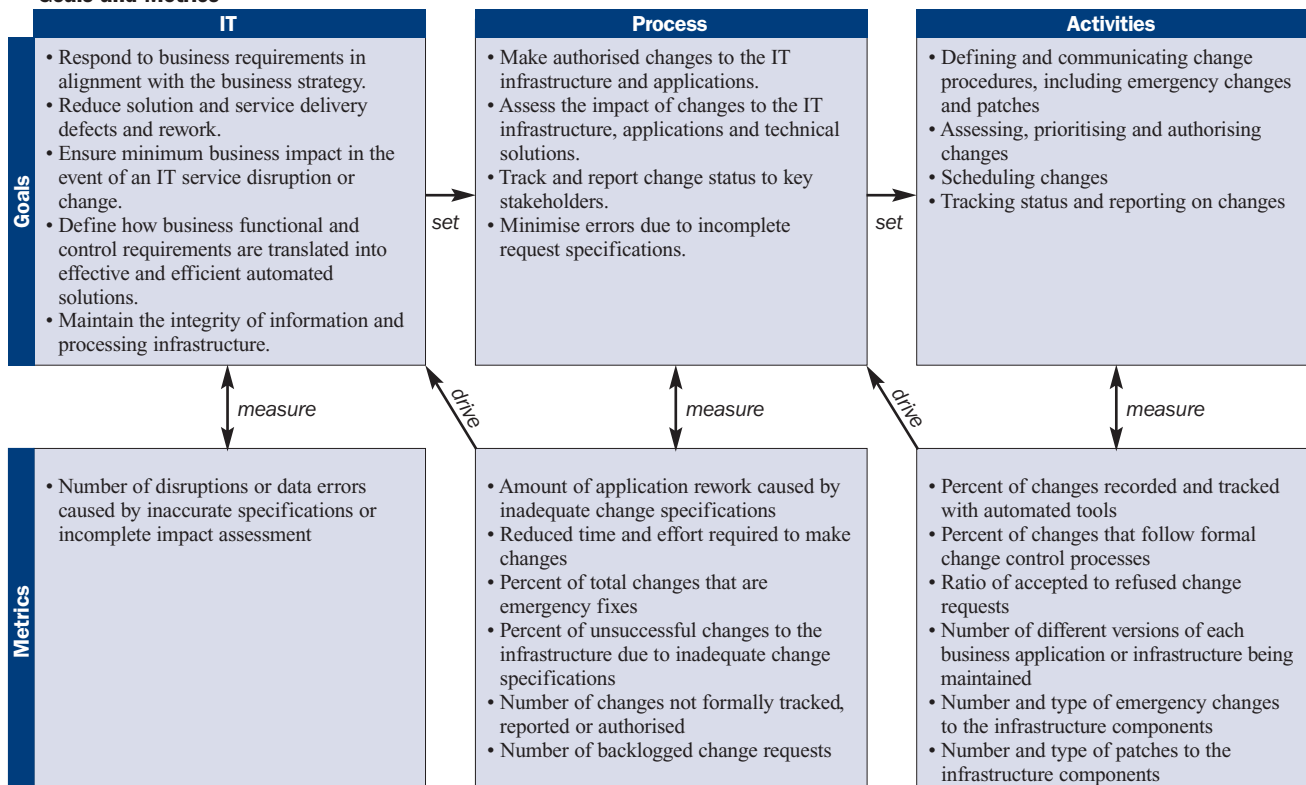 Goals and Metrics
IT
Process
Activities
Goals
• Respond to business requirements in
alignment with the business strategy.
• Reduce solution and service delivery
defects and rework.
• Ensure minimum business impact in the
event of an IT service disruption or
change.
• Define how business functional and
control requirements are translated into
effective and efficient automated
solutions.
• Maintain the integrity of information and
processing infrastructure.
set
• Make authorised changes to the IT
infrastructure and applications.
• Assess the impact of changes to the IT
infrastructure, applications and technical
solutions.
• Track and report change status to key
stakeholders.
• Minimise errors due to incomplete
request specifications.
set
• Defining and communicating change
procedures, including emergency changes
and patches
• Assessing, prioritising and authorising
changes
• Scheduling changes
• Tracking status and reporting on changes
measure
drive
measure
drive
measure
Metrics
• Number of disruptions or data errors
caused by inaccurate specifications or
incomplete impact assessment
• Amount of application rework caused by
inadequate change specifications
• Reduced time and effort required to make
changes
• Percent of total changes that are
emergency fixes
• Percent of unsuccessful changes to the
infrastructure due to inadequate change
specifications
• Number of changes not formally tracked,
reported or authorised
• Number of backlogged change requests
• Percent of changes recorded and tracked
with automated tools
• Percent of changes that follow formal
change control processes
• Ratio of accepted to refused change
requests
• Number of different versions of each
business application or infrastructure being
maintained
• Number and type of emergency changes
to the infrastructure components
• Number and type of patches to the
infrastructure components